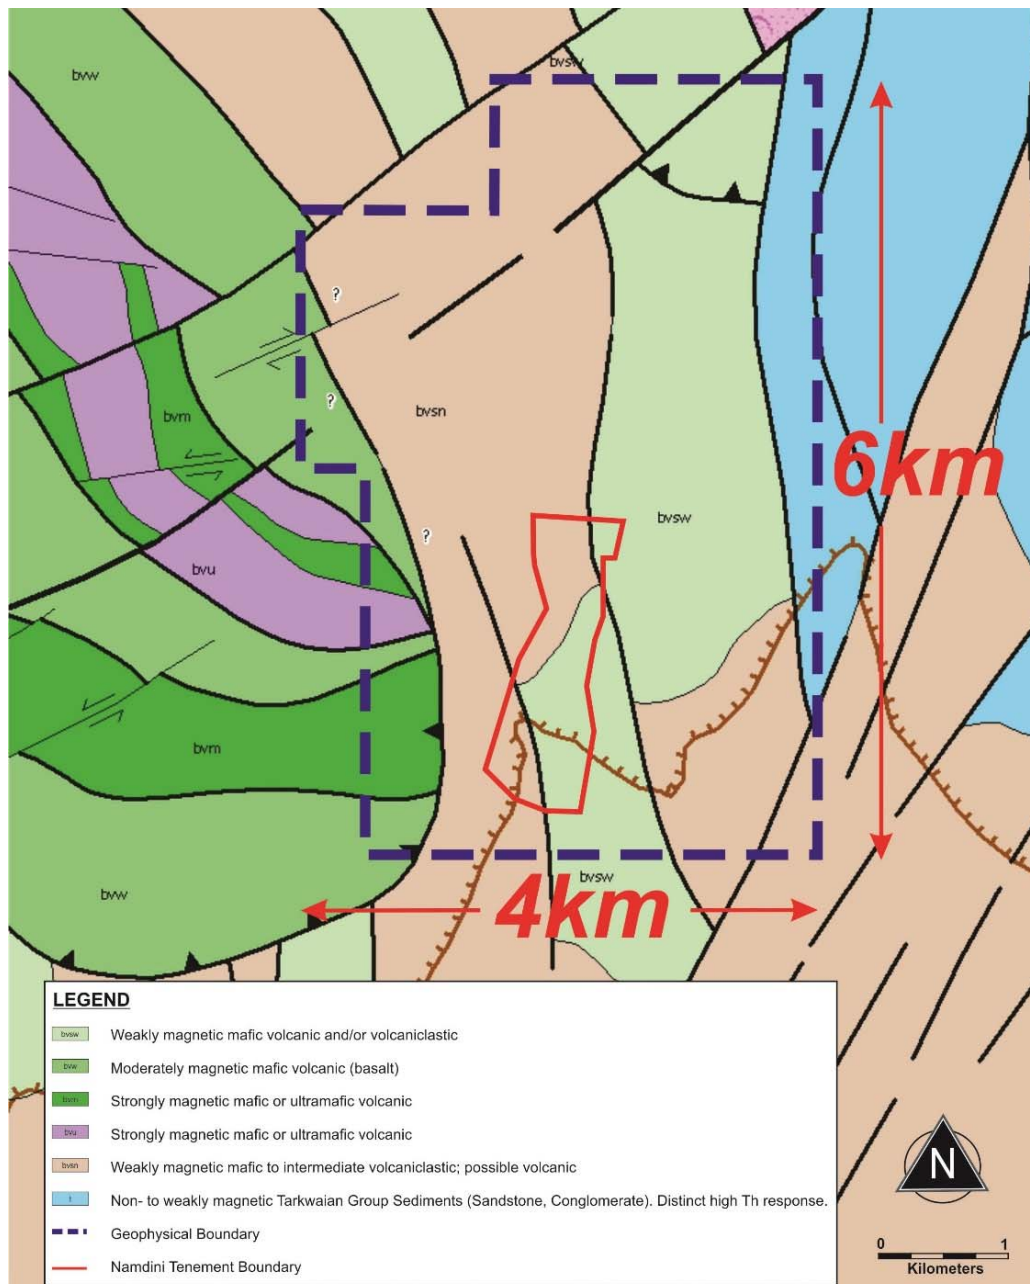 bvw
bvsw
?
?
bvsn
bvm
6km
bvsw
?
bvu
bvm
bvsw
bvw
4km
LEGEND
bvsw Weakly magnetic mafic volcanic and/or volcaniclastic
bvw Moderately magnetic mafic volcanic (basalt)
bvm Strongly magnetic mafic or ultramafic volcanic
bvu Strongly magnetic mafic or ultramafic volcanic
bvsn Weakly magnetic mafic to intermediate volcaniclastic; possible volcanic
t Non- to weakly magnetic Tarkwaian Group Sediments (Sandstone, Conglomerate). Distinct high Th response.
Geophysical Boundary
Namdini Tenement Boundary
N
0 1
Kilometers